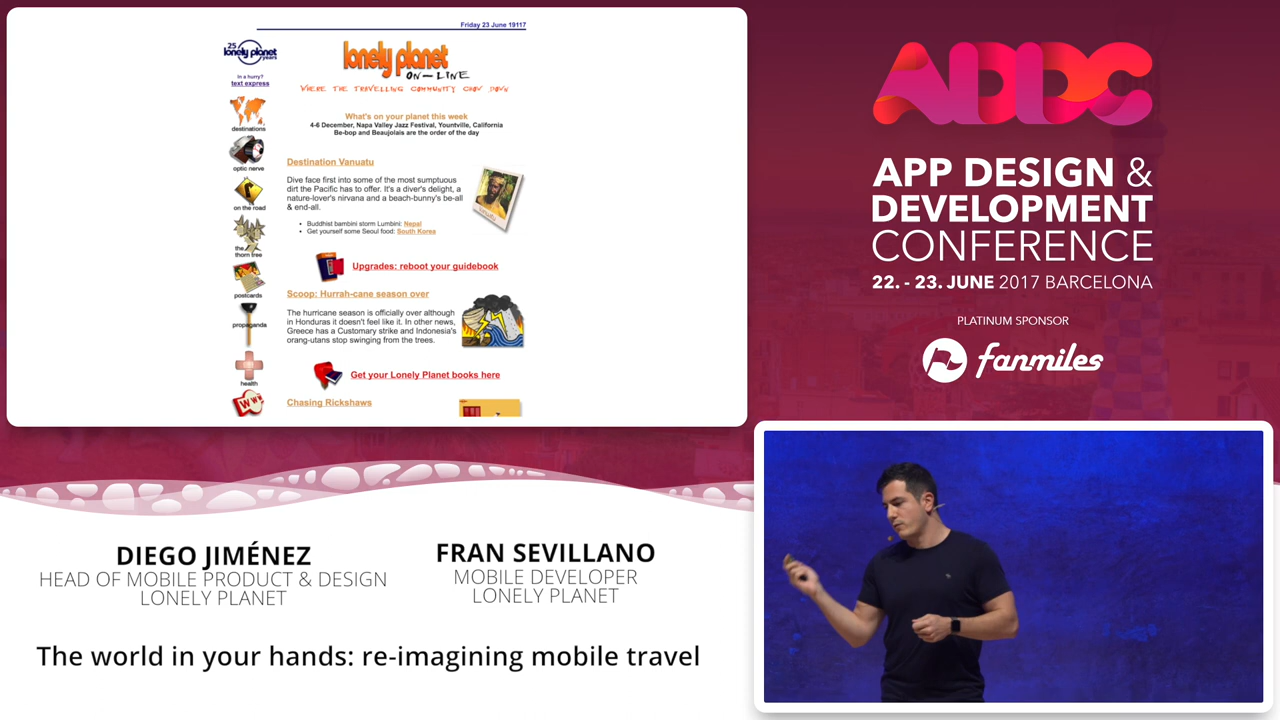 Friday 23 June 19117
25
lonely planet
years
In a hurry?
text express
lonely planet
ON-LINE
WHERE THE TRAVELLING COMMUNITY CHOW DOWN
destinations
optic nerve
on the road
the
thorn tree
postcards
propaganda
health
What's on your planet this week
4-6 December, Napa Valley Jazz Festival, Yountville, California
Be-bop and Beaujolais are the order of the day
Destination Vanuatu
Dive face first into some of the most sumptuous
dirt the Pacific has to offer. It's a diver's delight, a
nature-lover's nirvana and a beach-bunny's be-all
& end-all.
• Buddhist bambini storm Lumbini: Nepal
• Get yourself some Seoul food: South Korea
Upgrades: reboot your guidebook
Scoop: Hurrah-cane season over
The hurricane season is officially over although
in Honduras it doesn't feel like it. In other news,
Greece has a Customary strike and Indonesia's
orang-utans stop swinging from the trees.
Get your Lonely Planet books here
Chasing Rickshaws
ADDC
APP DESIGN &
DEVELOPMENT
CONFERENCE
22. - 23. JUNE 2017 BARCELONA
PLATINUM SPONSOR
fanmiles
DIEGO JIMÉNEZ
HEAD OF MOBILE PRODUCT & DESIGN
LONELY PLANET
FRAN SEVILLANO
MOBILE DEVELOPER
LONELY PLANET
The world in your hands: re-imagining mobile travel